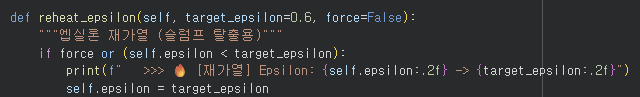 def reheat_epsilon(self, target_epsilon=0.6, force=False):
    """엡실론 재가열 (슬럼프 탈출용)"""
    if force or (self.epsilon < target_epsilon):
        print(f"   >>> 🔥 [재가열] Epsilon: {self.epsilon:.2f} -> {target_epsilon:.2f}")
        self.epsilon = target_epsilon